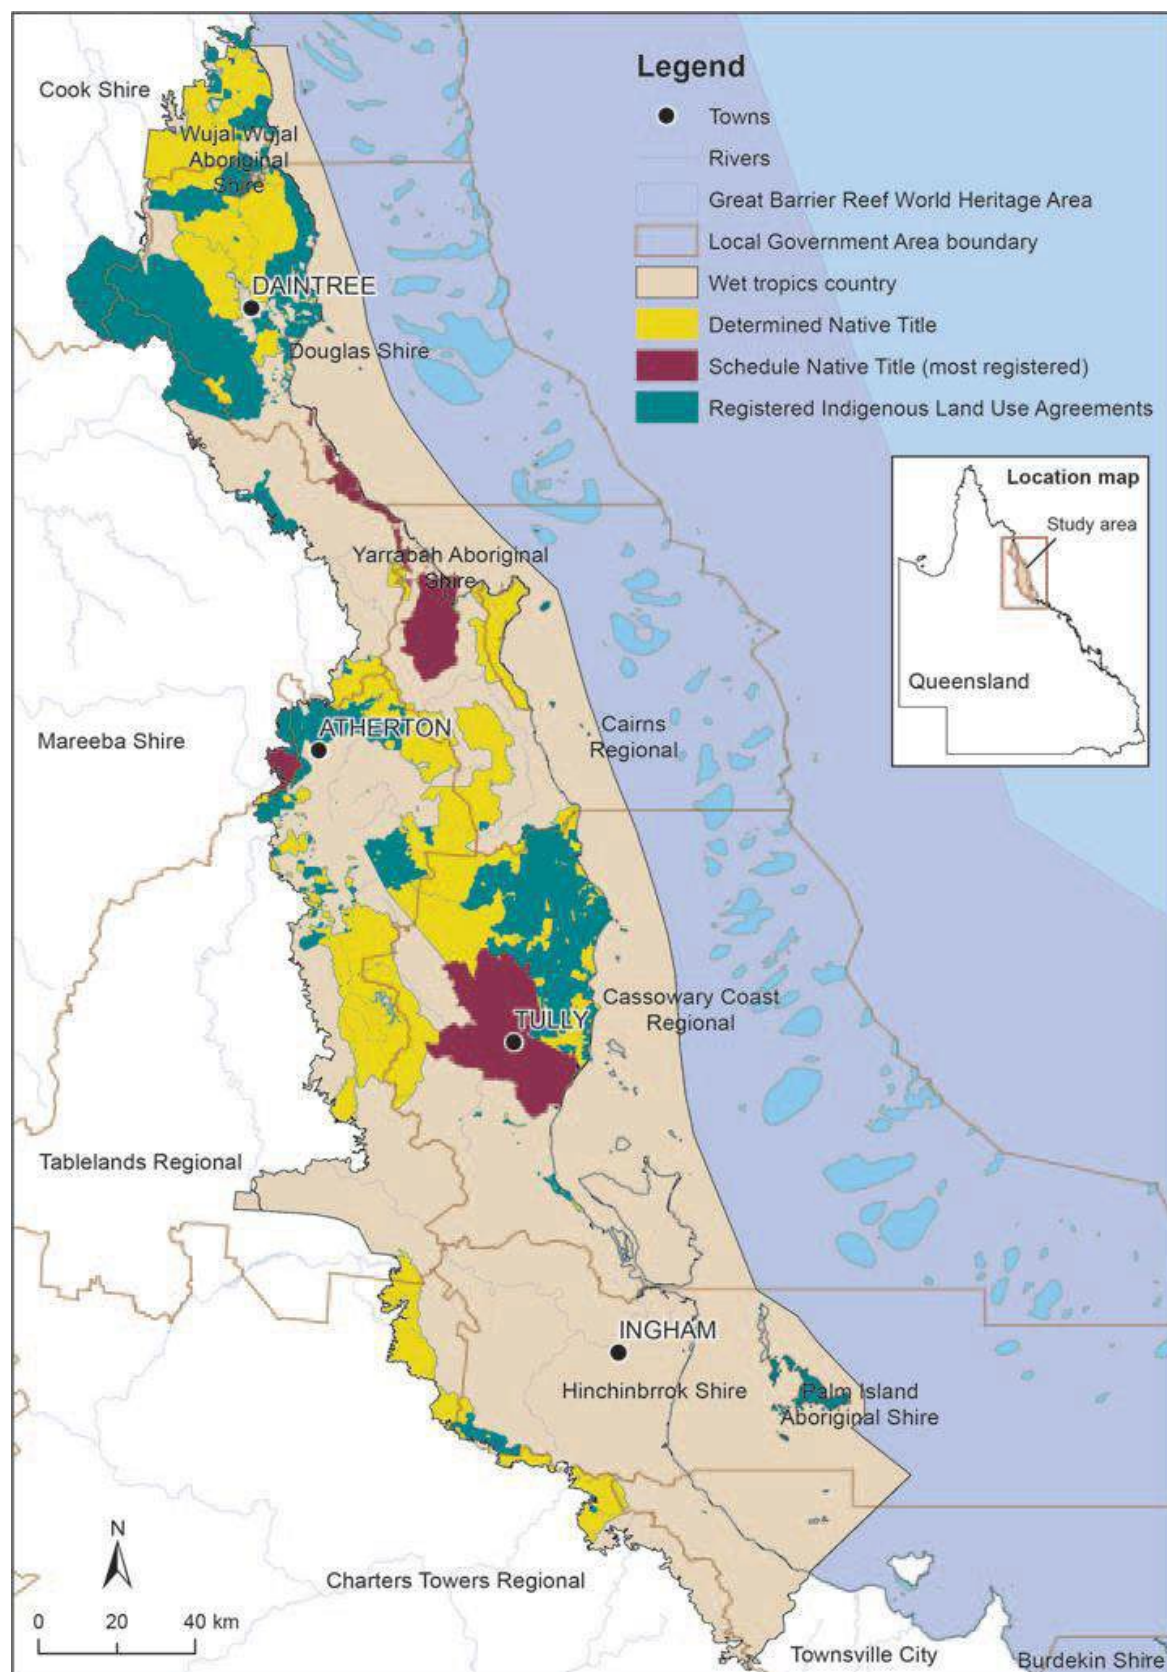 Legend
Towns
Rivers
Great Barrier Reef World Heritage Area
Local Government Area boundary
Wet tropics country
Determined Native Title
Schedule Native Title (most registered)
Registered Indigenous Land Use Agreements
Location map
Study area
Queensland
Cook Shire
Wujal Wujal
Aboriginal
Shire
DAINTREE
Douglas Shire
Yarrabah Aboriginal
Shire
ATHERTON
Mareeba Shire
Cairns
Regional
TULLY
Cassowary Coast
Regional
Tablelands Regional
INGHAM
Hinchinbrrok Shire
Palm Island
Aboriginal Shire
N
0 20 40 km
Charters Towers Regional
Townsville City
Burdekin Shire